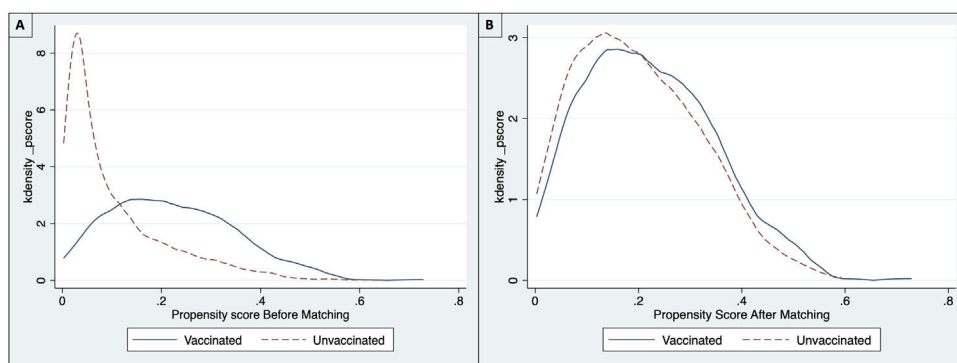 A
kdensity _pscore
8
6
4
2
0
0 .2 .4 .6 .8
Propensity score Before Matching
Vaccinated Unvaccinated
B
kdensity _pscore
3
2
1
0
0 .2 .4 .6 .8
Propensity Score After Matching
Vaccinated Unvaccinated